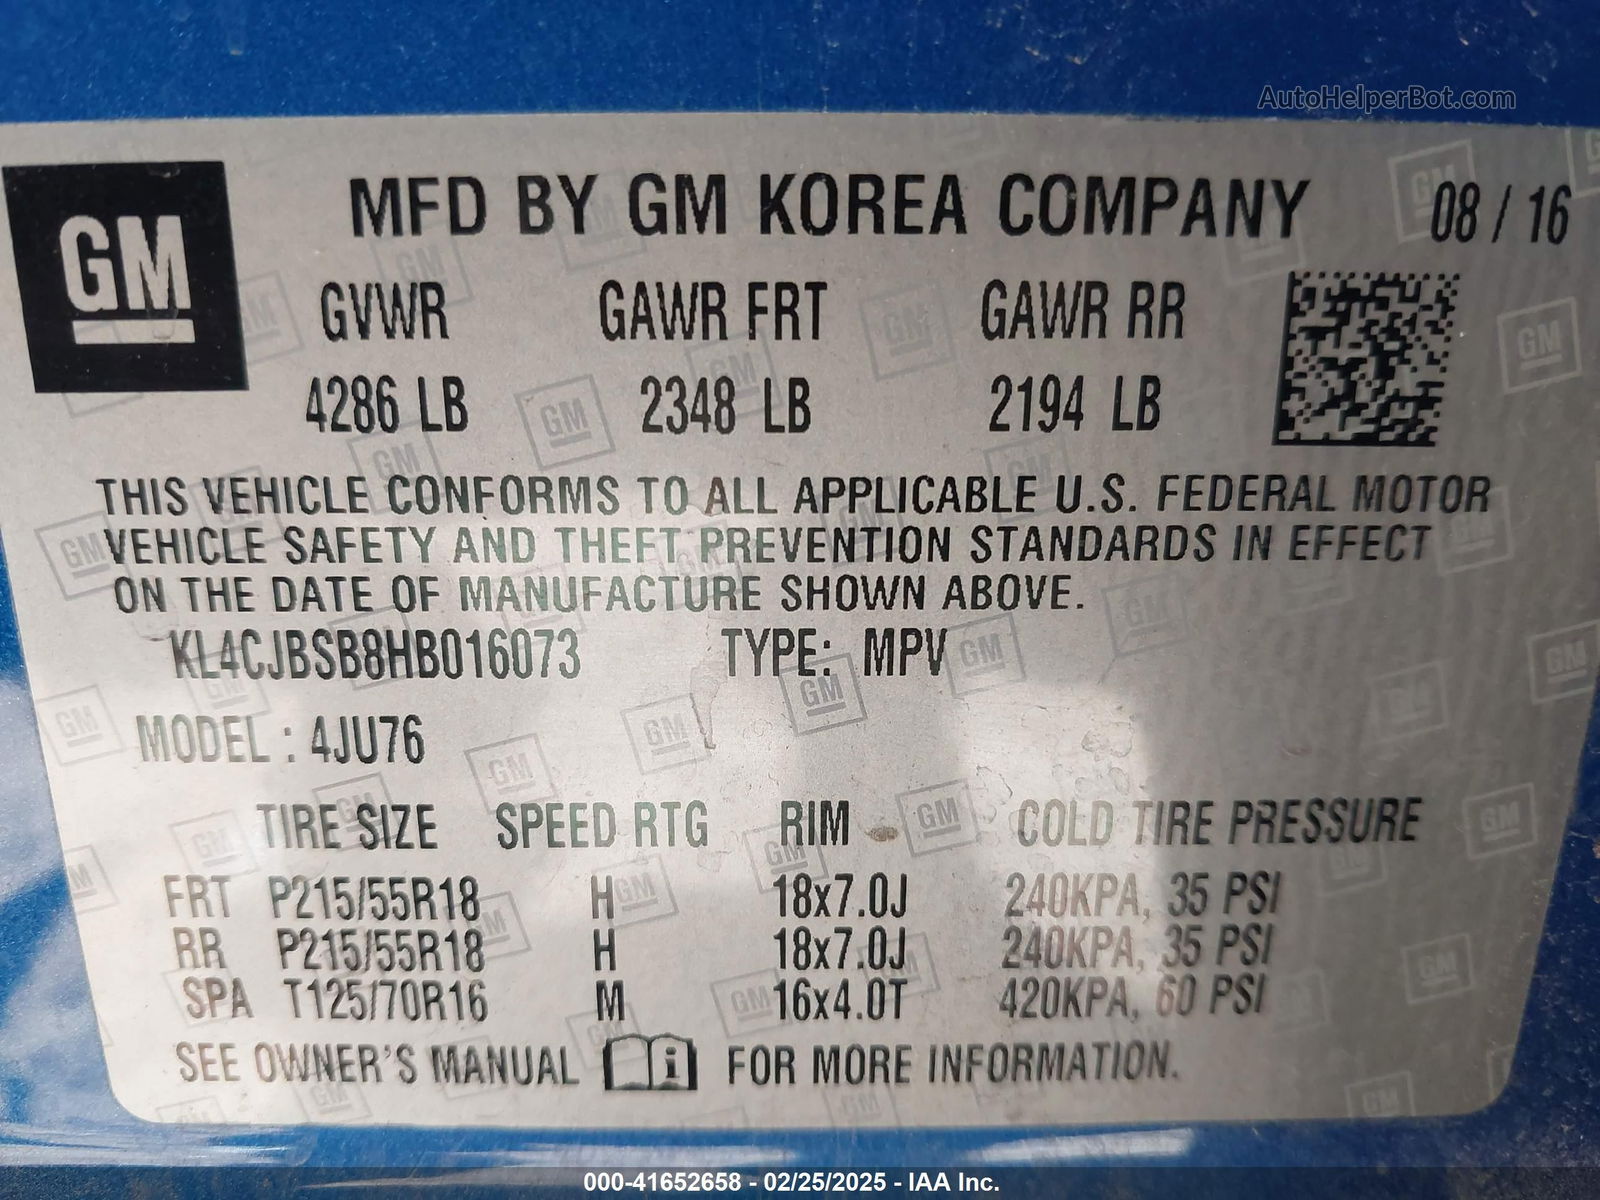 AutoHelperBot.com
GM
MFD BY GM KOREA COMPANY 08 / 16
GVWR GAWR FRT GAWR RR
4286 LB 2348 LB 2194 LB
THIS VEHICLE CONFORMS TO ALL APPLICABLE U.S. FEDERAL MOTOR
VEHICLE SAFETY AND THEFT PREVENTION STANDARDS IN EFFECT
ON THE DATE OF MANUFACTURE SHOWN ABOVE.
KL4CJBSB8HB016073 TYPE: MPV
MODEL : 4JU76
TIRE SIZE SPEED RTG RIM COLD TIRE PRESSURE
FRT P215/55R18 H 18x7.0J 240KPA, 35 PSI
RR P215/55R18 H 18x7.0J 240KPA, 35 PSI
SPA T125/70R16 M 16x4.0T 420KPA, 60 PSI
SEE OWNER'S MANUAL i FOR MORE INFORMATION.
000-41652658 - 02/25/2025 - IAA Inc.